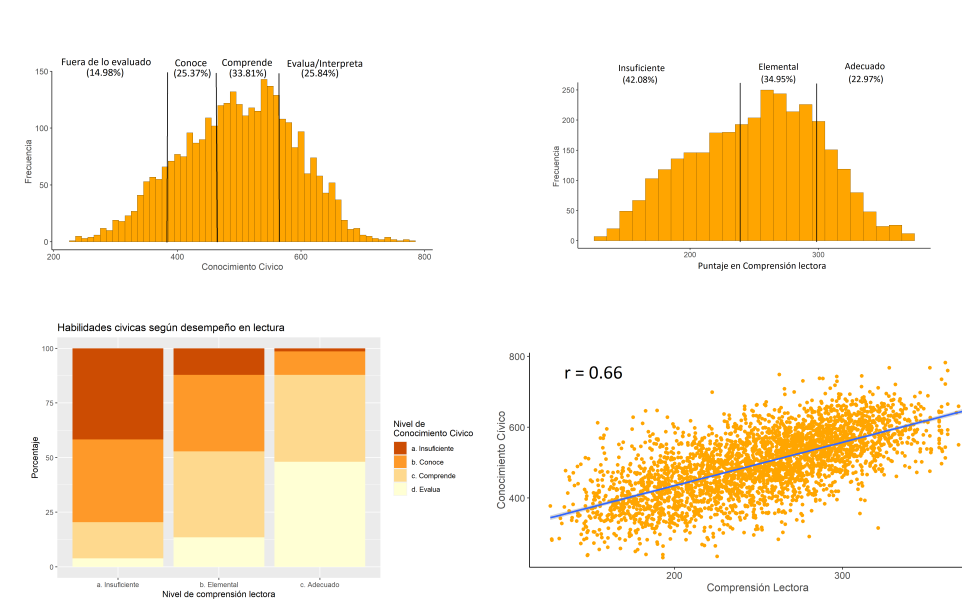 Fuera de lo evaluado
(14.98%)
Conoce
(25.37%)
Comprende
(33.81%)
Evalua/Interpreta
(25.84%)
150
100
50
0
Frecuencia
200
400
600
800
Conocimiento Civico
Insuficiente
(42.08%)
Elemental
(34.95%)
Adecuado
(22.97%)
250
200
150
100
50
0
Frecuencia
200
300
Puntaje en Comprensión lectora
Habilidades civicas según desempeño en lectura
100
75
50
25
0
Porcentaje
a. Insuficiente
b. Elemental
c. Adecuado
Nivel de comprensión lectora
Nivel de
Conocimiento Civico
a. Insuficiente
b. Conoce
c. Comprende
d. Evalua
r = 0.66
800
600
400
Conocimiento Cívico
200
300
Comprensión Lectora